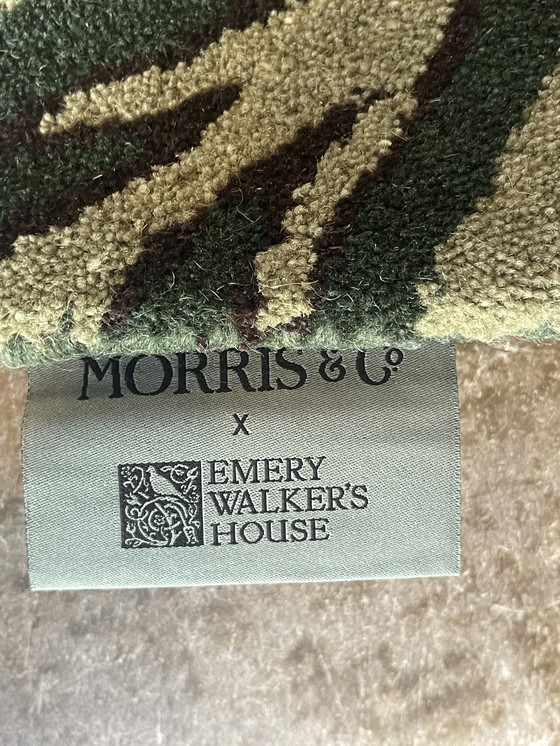 MORRIS & Cº
X
EMERY
WALKER'S
HOUSE